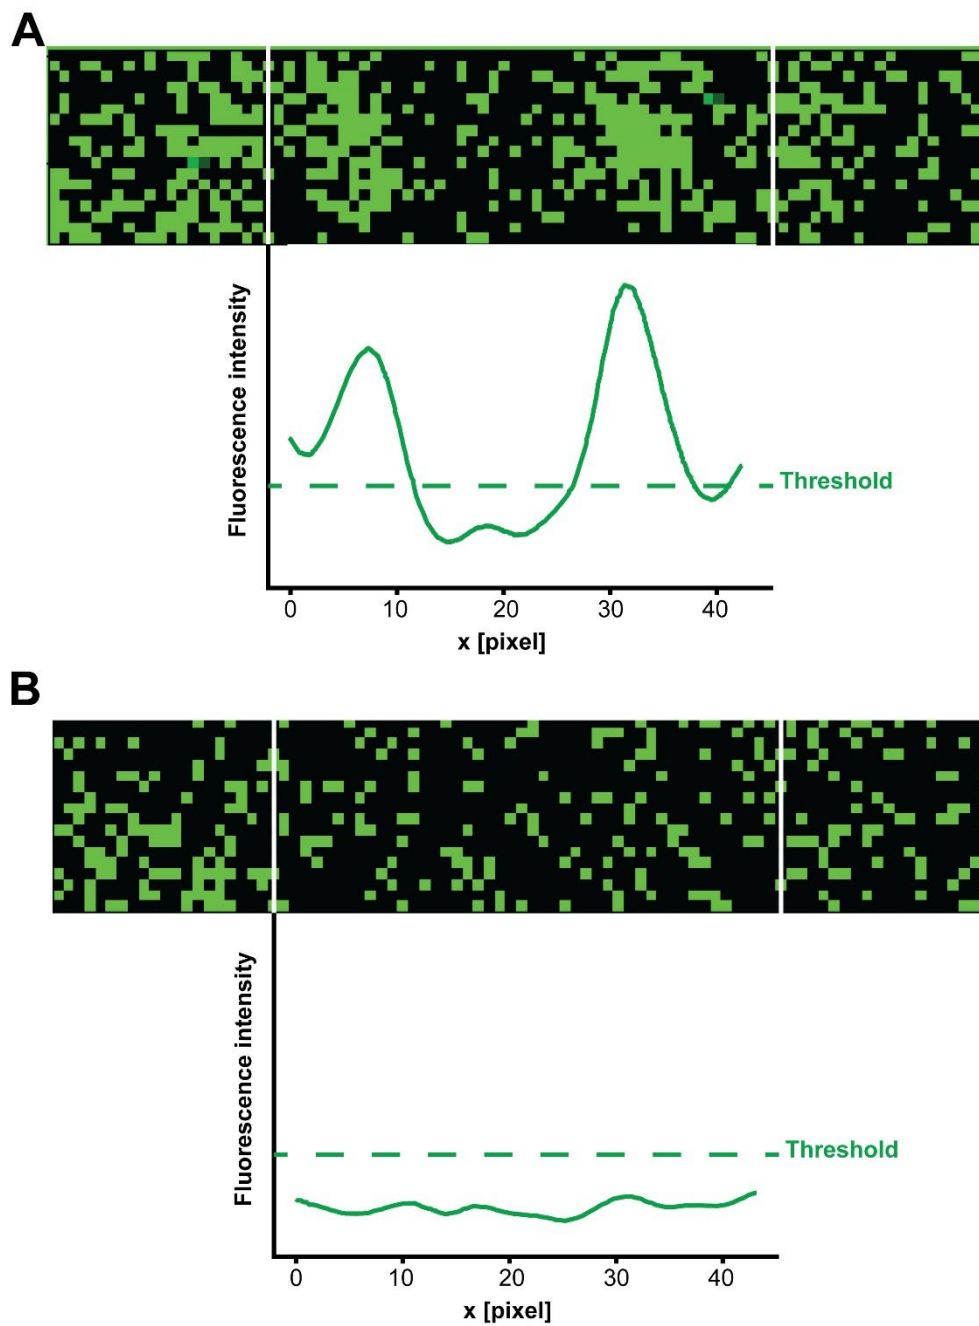 A
Fluorescence intensity
Threshold
0 10 20 30 40
x [pixel]
B
Fluorescence intensity
Threshold
0 10 20 30 40
x [pixel]